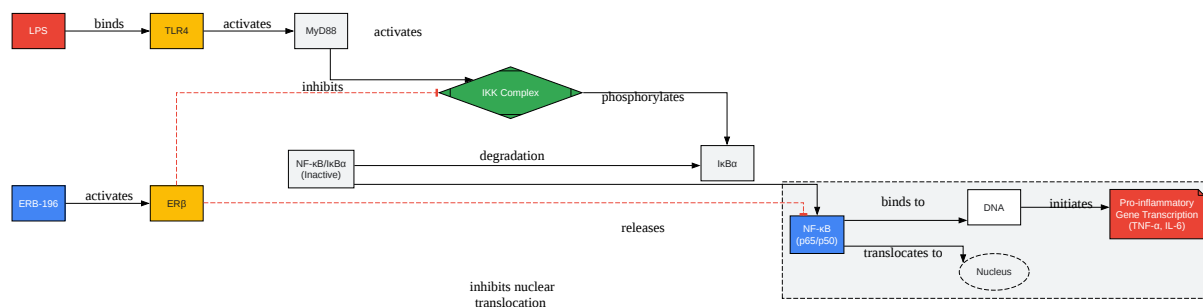 LPS
binds
TLR4
activates
MyD88
activates
inhibits
IKK Complex
phosphorylates
NF-κB/IκBα
(Inactive)
degradation
IκBα
ERB-196
activates
ERβ
releases
NF-κB
(p65/p50)
binds to
DNA
initiates
Pro-inflammatory
Gene Transcription
(TNF-α, IL-6)
translocates to
Nucleus
inhibits nuclear
translocation